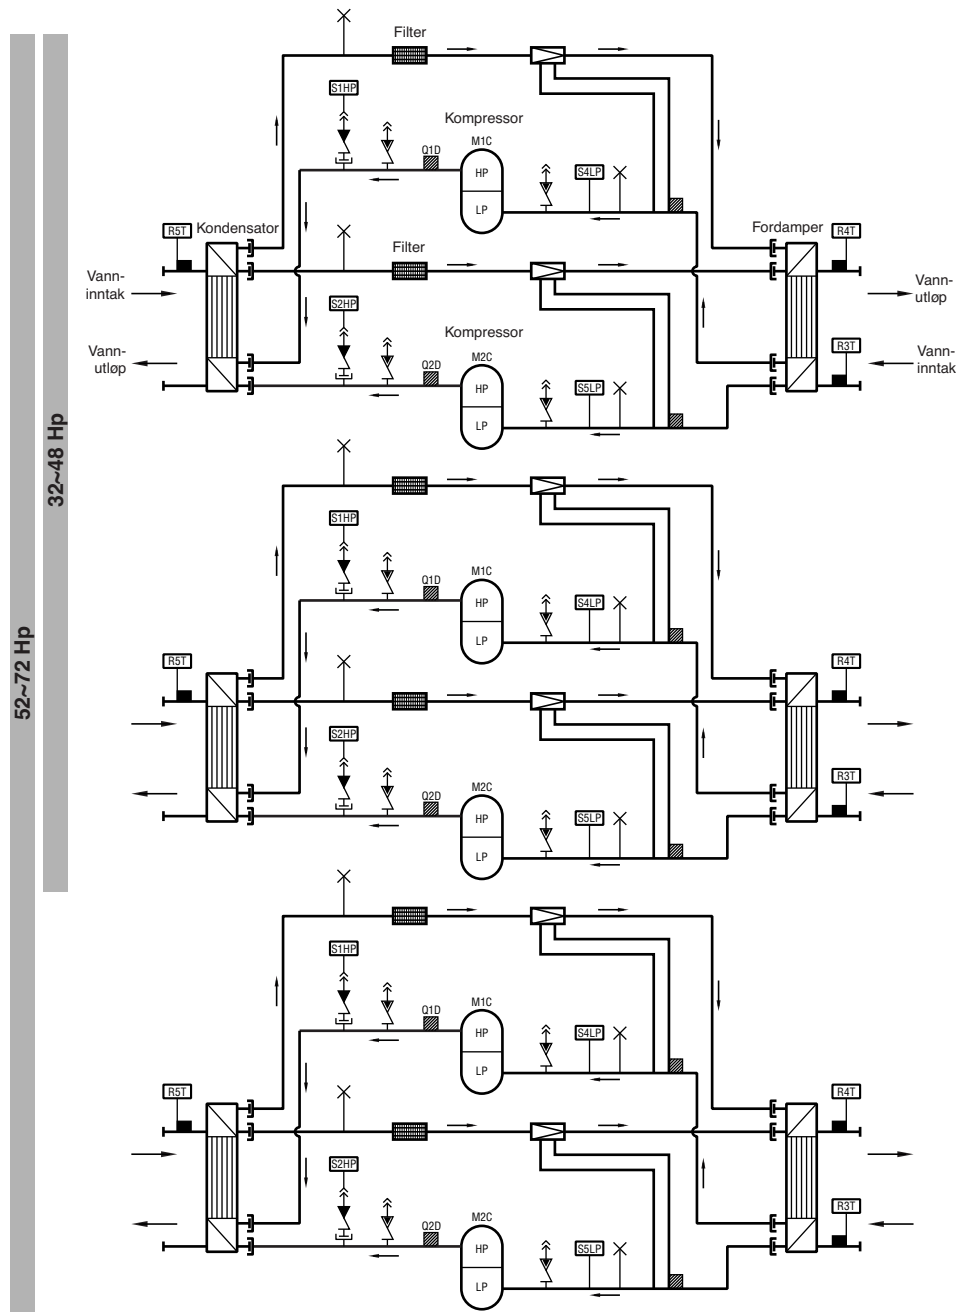 52~72 Hp
32~48 Hp
Filter
S1HP
Kompressor
M1C
Q1D
HP
S4LP
LP
R5T
Kondensator
Filter
Fordamper
R4T
Vann-
inntak
Vann-
utløp
S2HP
Kompressor
Vann-
utløp
M2C
Q2D
HP
S5LP
LP
R3T
Vann-
inntak
S1HP
M1C
Q1D
HP
S4LP
LP
R5T
R4T
S2HP
M2C
Q2D
HP
S5LP
LP
R3T
S1HP
M1C
Q1D
HP
S4LP
LP
R5T
R4T
S2HP
M2C
Q2D
HP
S5LP
LP
R3T